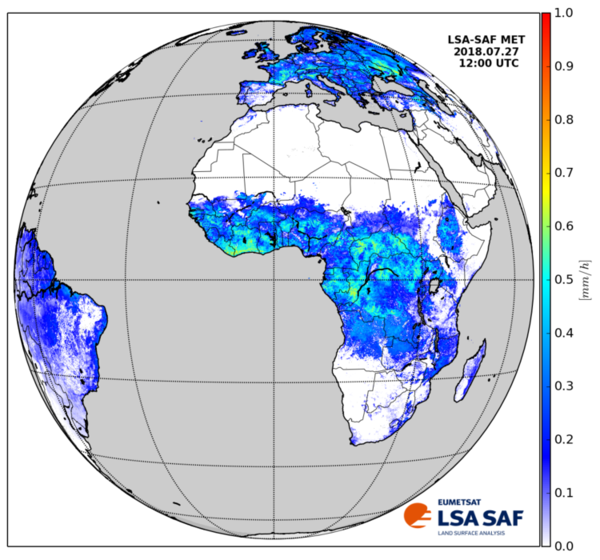 LSA-SAF MET
2018.07.27
12:00 UTC
1.0
0.9
0.8
0.7
0.6
0.5
0.4
0.3
0.2
0.1
0.0
[mm/h]
EUMETSAT
LSA SAF
LAND SURFACE ANALYSIS